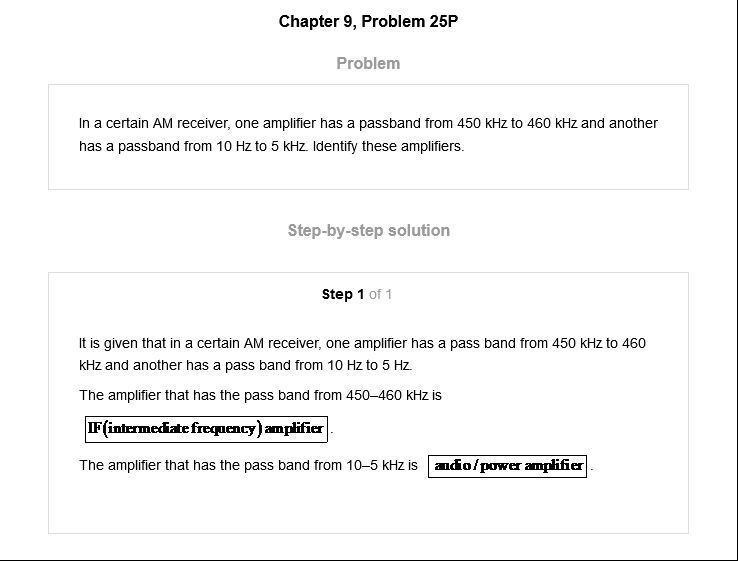 Chapter 9, Problem 25P
Problem
In a certain AM receiver, one amplifier has a passband from 450 kHz to 460 kHz and another
has a passband from 10 Hz to 5 kHz. Identify these amplifiers.
Step-by-step solution
Step 1 of 1
It is given that in a certain AM receiver, one amplifier has a pass band from 450 kHz to 460
kHz and another has a pass band from 10 Hz to 5 Hz.
The amplifier that has the pass band from 450–460 kHz is
IF(intermediate frequency) amplifier.
The amplifier that has the pass band from 10–5 kHz is audio/power amplifier.